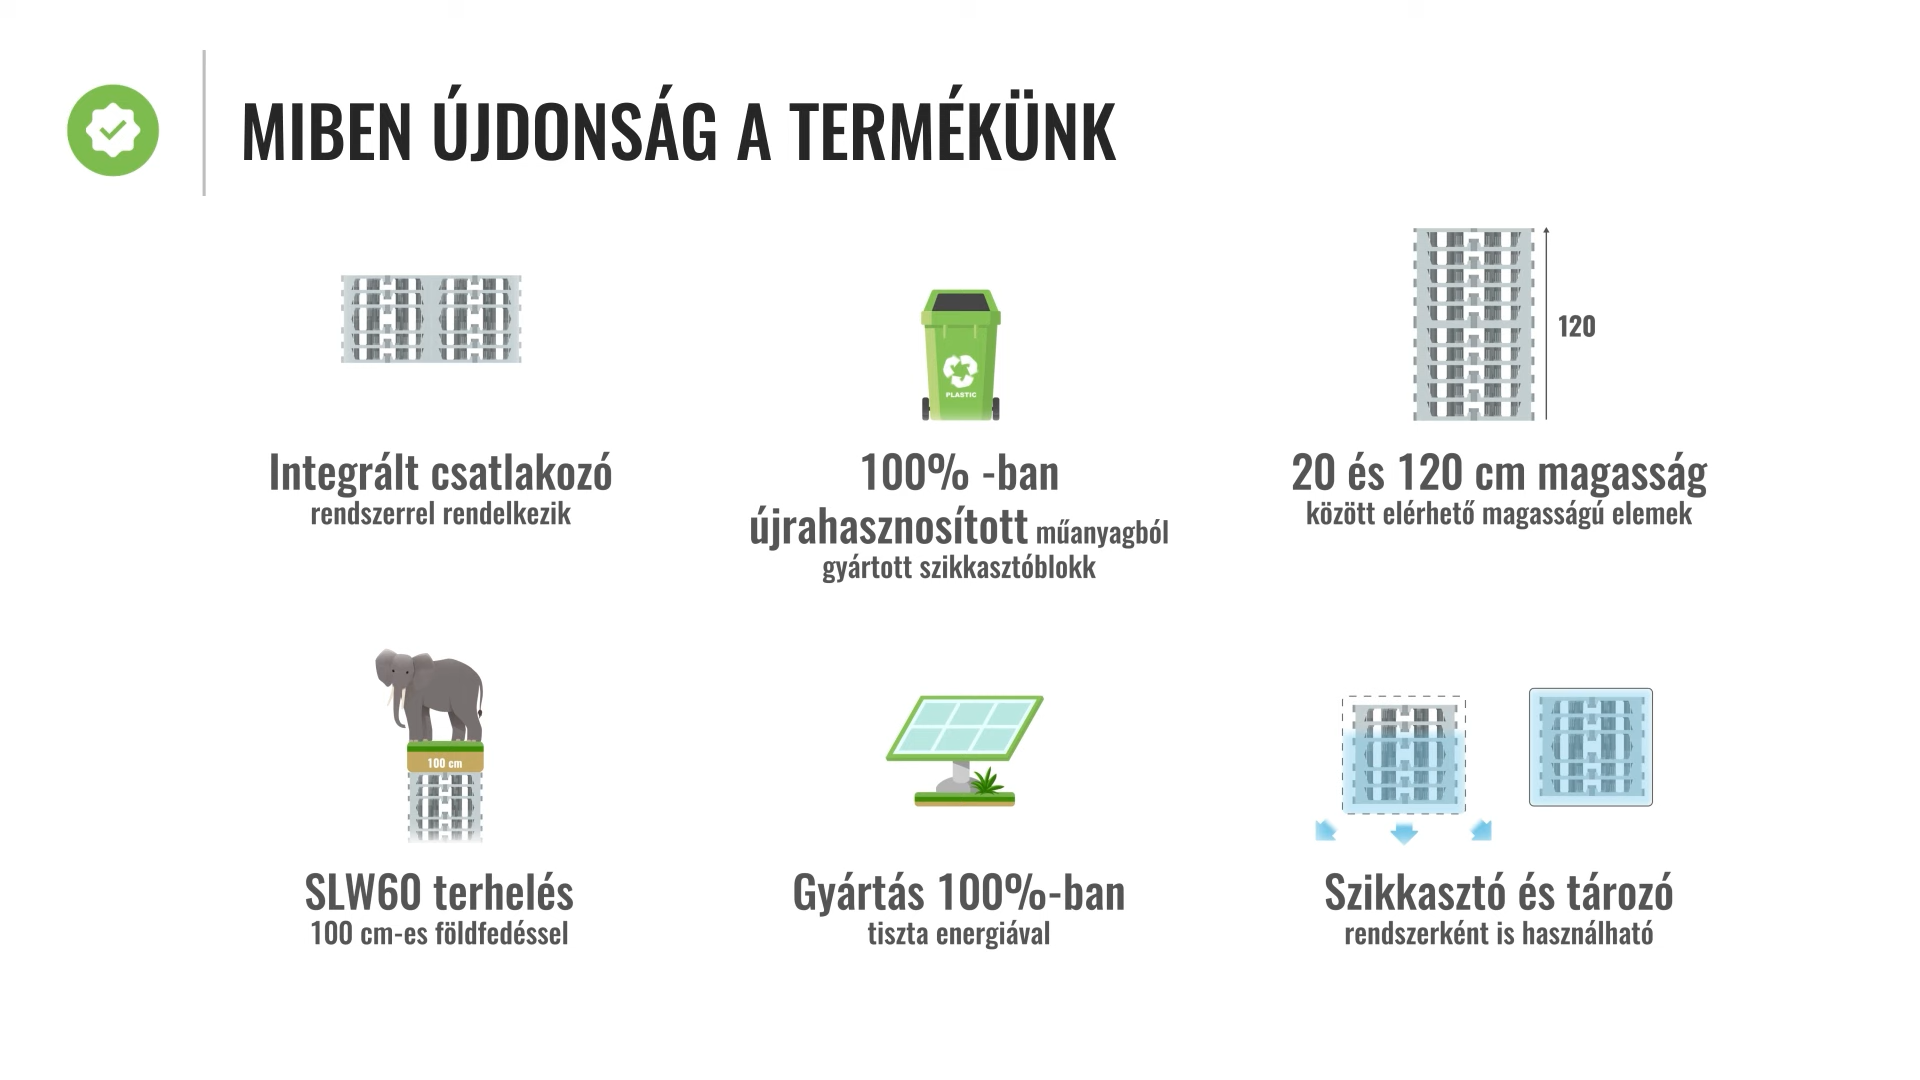 MIBEN ÚJDONSÁG A TERMÉKÜNK
Integrált csatlakozó
rendszerrel rendelkezik
PLASTIC
100% -ban
újrahasznosított műanyagból
gyártott szikkasztóblokk
120
20 és 120 cm magasság
között elérhető magasságú elemek
100 cm
SLW60 terhelés
100 cm-es földfedéssel
Gyártás 100%-ban
tiszta energiával
Szikkasztó és tározó
rendszerként is használható